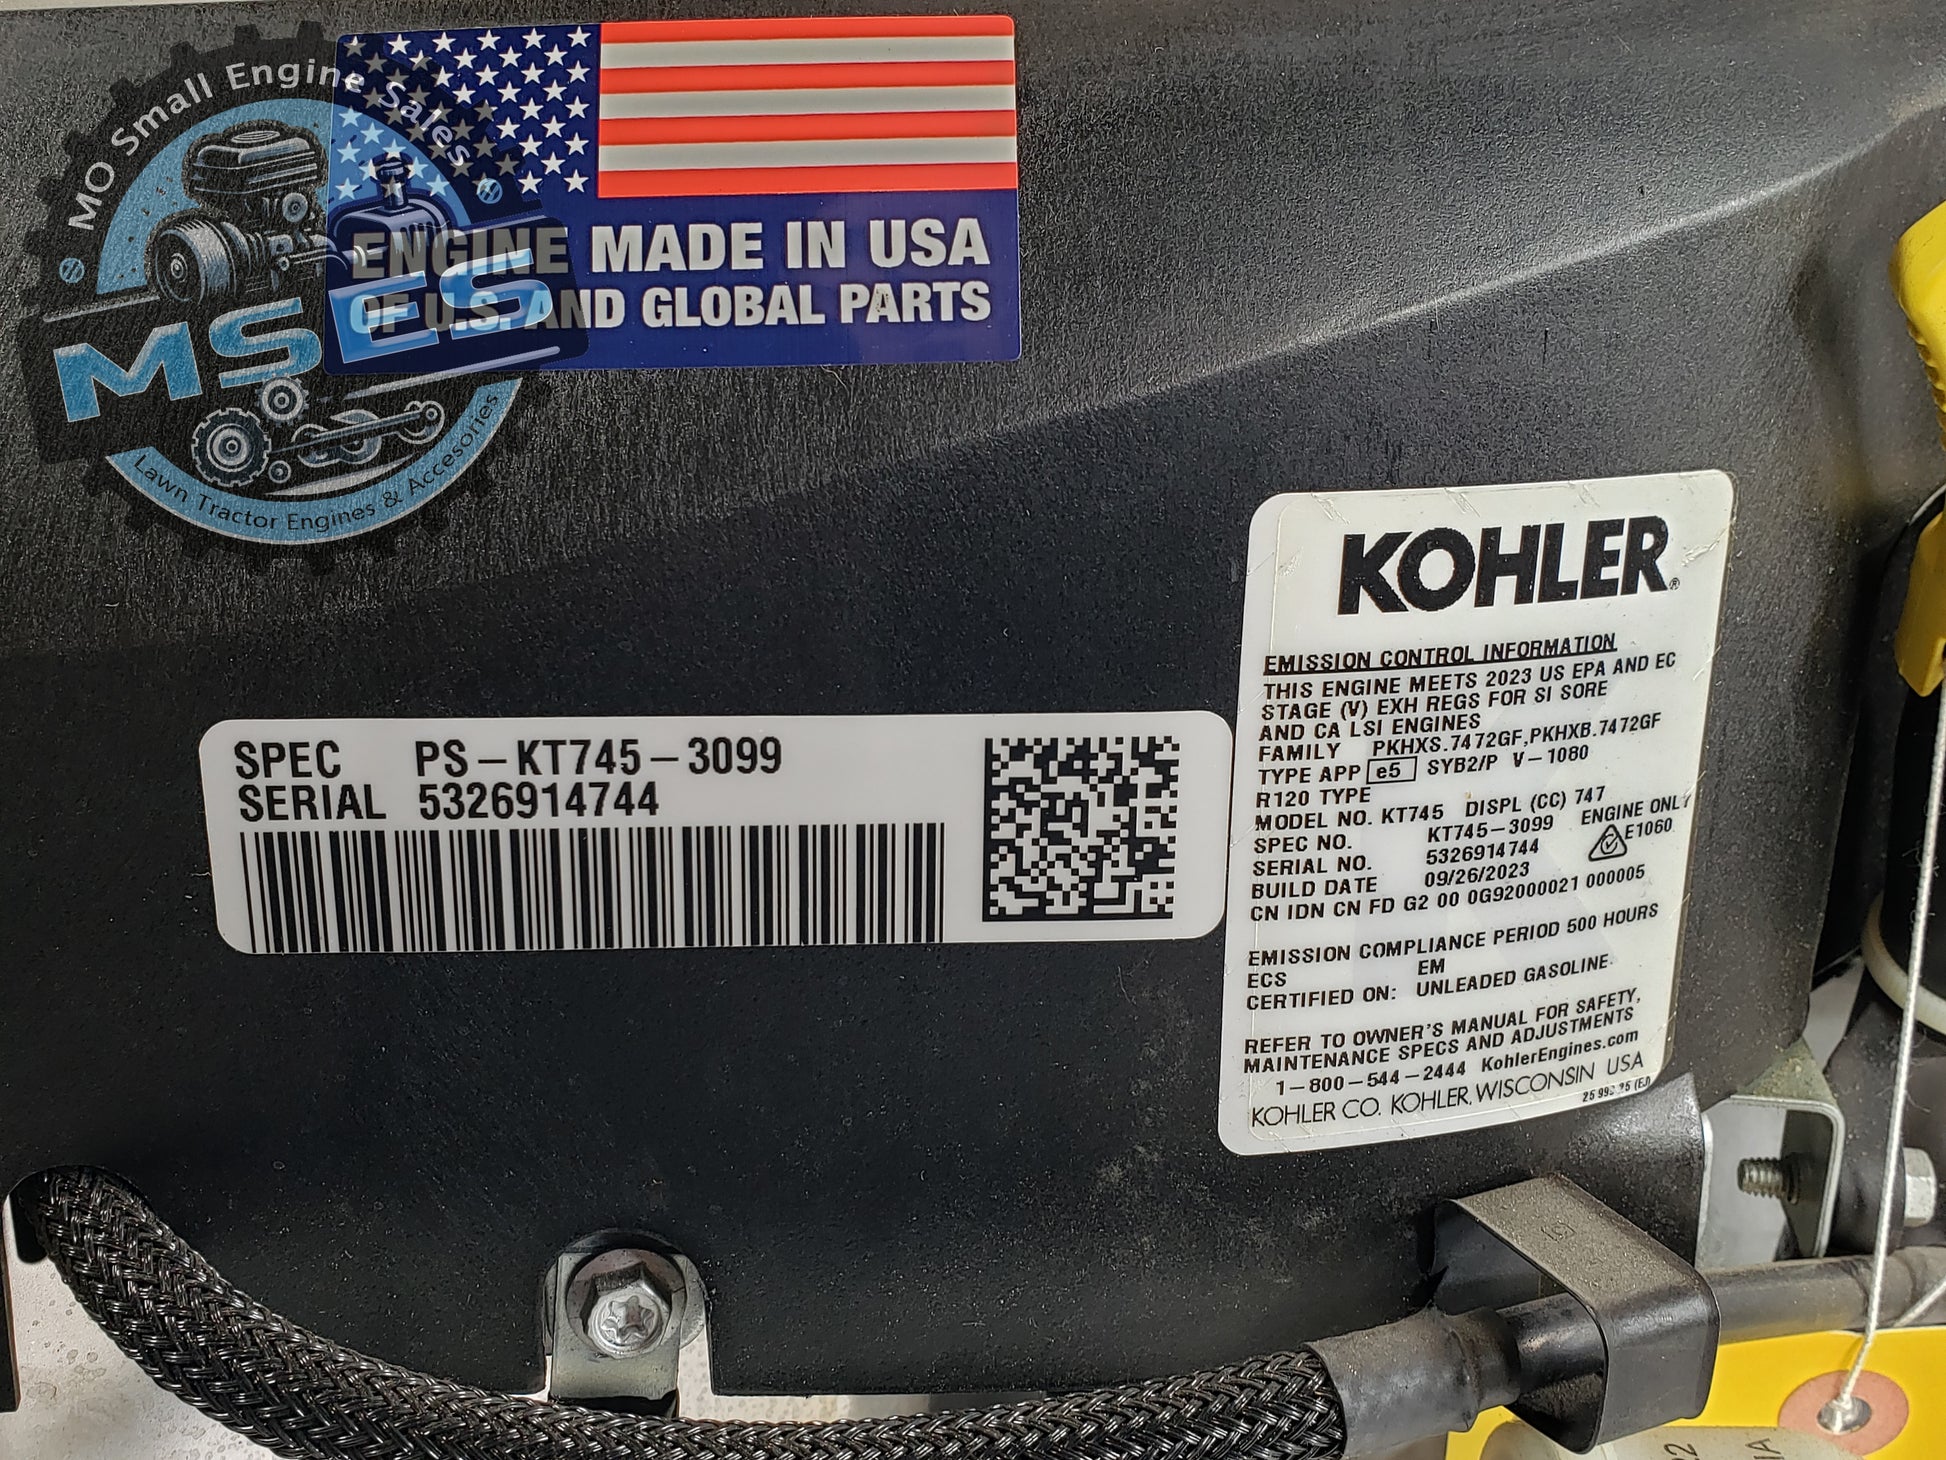 MO Small Engine Sales
MSES
Lawn Tractor Engines & Accesories
ENGINE MADE IN USA
OF U.S. AND GLOBAL PARTS
SPEC PS-KT745-3099
SERIAL 5326914744
KOHLER®
EMISSION CONTROL INFORMATION
THIS ENGINE MEETS 2023 US EPA AND EC
STAGE (V) EXH REGS FOR SI SORE
AND CA LSI ENGINES
FAMILY PKHXS.7472GF,PKHXB.7472GF
TYPE APP e5 SYB2/P V-1080
R120 TYPE
MODEL NO. KT745 DISPL (CC) 747
SPEC NO. KT745-3099 ENGINE ONLY
SERIAL NO. 5326914744 E1060
BUILD DATE 09/26/2023
CN IDN CN FD G2 00 0G92000021 000005
EMISSION COMPLIANCE PERIOD 500 HOURS
ECS EM
CERTIFIED ON: UNLEADED GASOLINE.
REFER TO OWNER'S MANUAL FOR SAFETY,
MAINTENANCE SPECS AND ADJUSTMENTS
1-800-544-2444 KohlerEngines.com
KOHLER CO. KOHLER, WISCONSIN USA